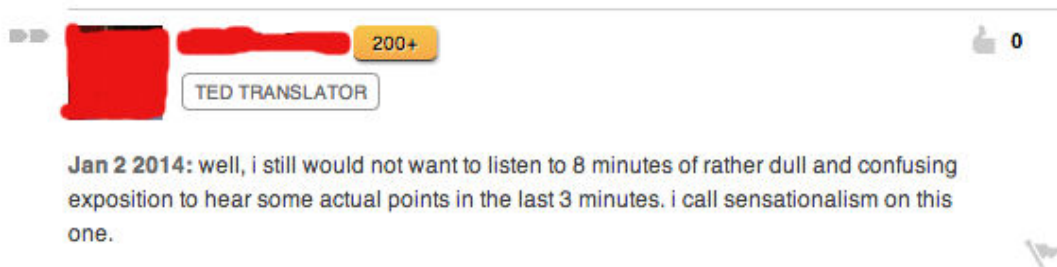 200+
0
TED TRANSLATOR
Jan 2 2014: well, i still would not want to listen to 8 minutes of rather dull and confusing
exposition to hear some actual points in the last 3 minutes. i call sensationalism on this
one.